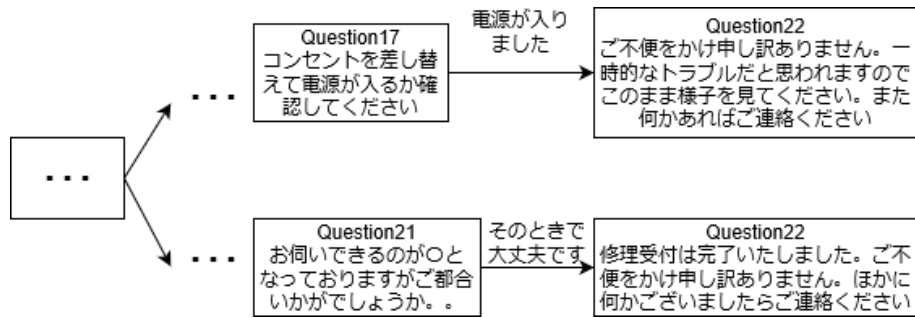 Question17
コンセントを差し替
えて電源が入るか確
認してください
電源が入り
ました
Question22
ご不便をかけ申し訳ありません。一
時的なトラブルだと思われますので
このまま様子を見てください。また
何かあればご連絡ください
・・・
・・・
・・・
Question21
お伺いできるのが〇と
なっておりますがご都合
いかがでしょうか。。
そのときで
大丈夫です
Question22
修理受付は完了いたしました。ご不
便をかけ申し訳ありません。ほかに
何かございましたらご連絡ください